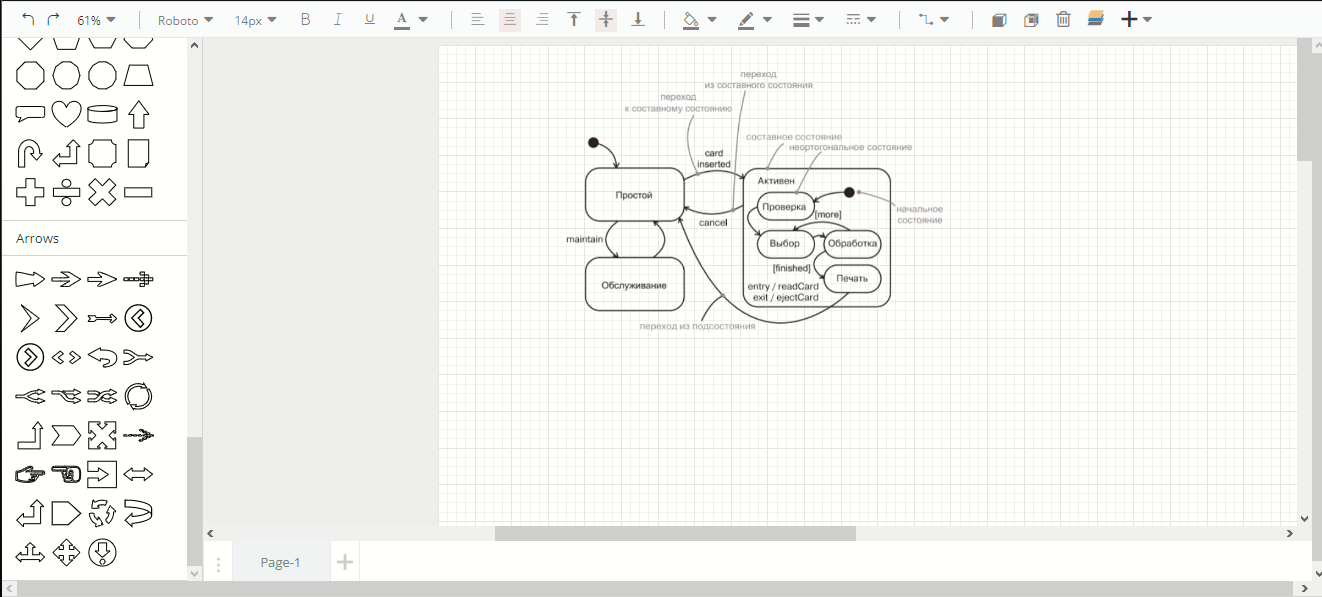 61%
Roboto
14px
B
I
U
A
Arrows
переход
из составного состояния
переход
к составному состоянию
составное состояние
неортогональное состояние
card
inserted
Простой
Активен
Проверка
[more]
начальное
состояние
cancel
maintain
Выбор
Обработка
[finished]
Печать
Обслуживание
entry / readCard
exit / ejectCard
переход из подсостояния
Page-1